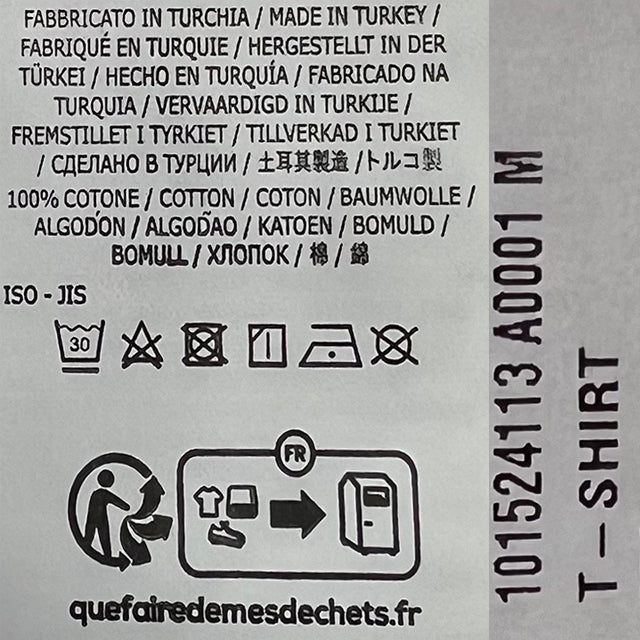 FABBRICATO IN TURCHIA / MADE IN TURKEY /
FABRIQUÉ EN TURQUIE / HERGESTELLT IN DER
TÜRKEI / HECHO EN TURQUÍA / FABRICADO NA
TURQUIA / VERVAARDIGD IN TURKIJE /
FREMSTILLET I TYRKIET / TILLVERKAD I TURKIET
/ СДЕЛАНО В ТУРЦИИ / 土耳其製造 /トルコ製
100% COTONE / COTTON / COTON / BAUMWOLLE /
ALGODÓN / ALGODÃO / KATOEN / BOMULD /
BOMULL / ХЛОПОК / 棉 / 綿
ISO - JIS
30
FR
quefairedemesdechets.fr
101524113 A0001 M
T-SHIRT